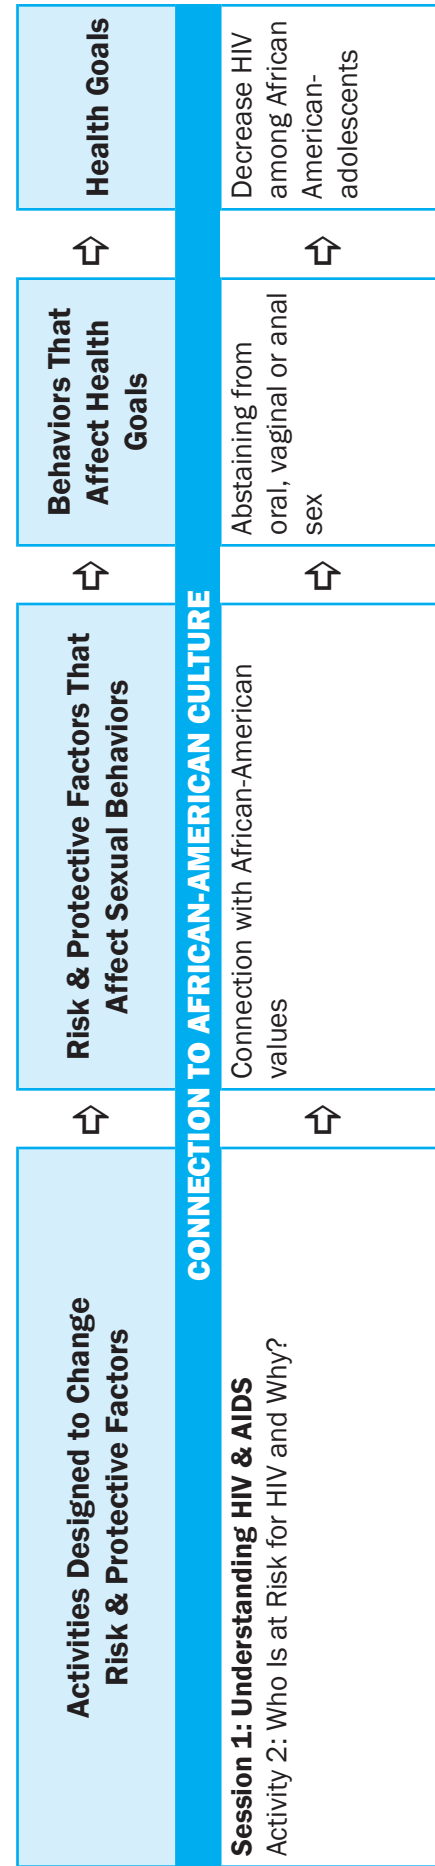 Activities Designed to Change
Risk & Protective Factors
Risk & Protective Factors That
Affect Sexual Behaviors
Behaviors That
Affect Health
Goals
Health Goals
CONNECTION TO AFRICAN-AMERICAN CULTURE
Session 1: Understanding HIV & AIDS
Activity 2: Who Is at Risk for HIV and Why?
Connection with African-American
values
Abstaining from
oral, vaginal or anal
sex
Decrease HIV
among African
American-
adolescents